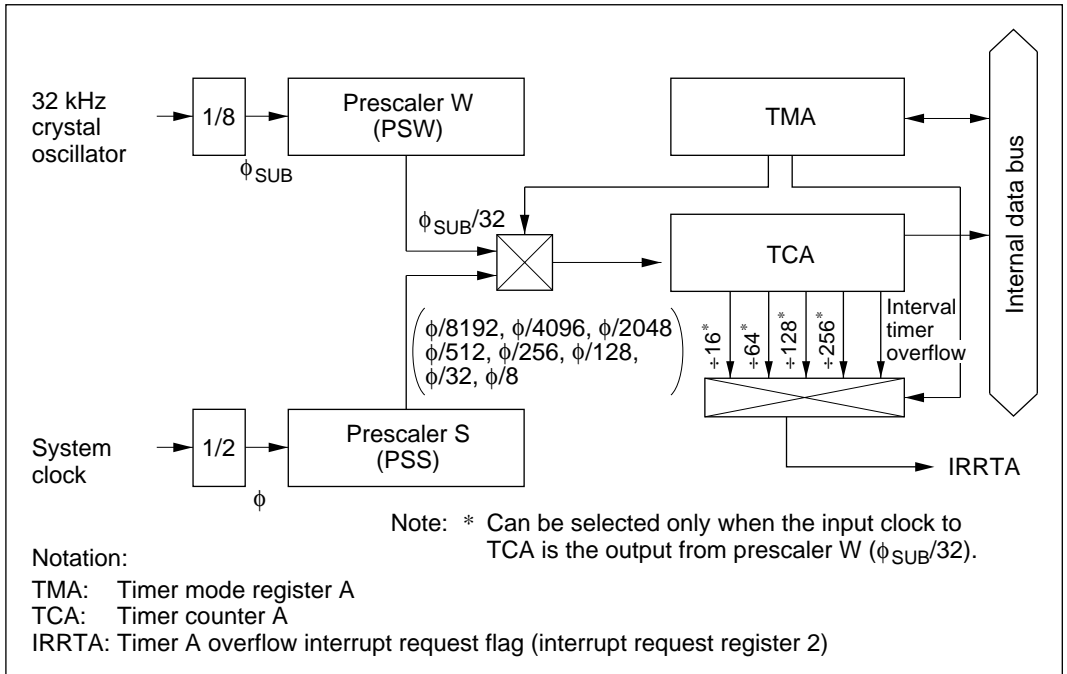 32 kHz
crystal
oscillator
1/8
ϕSUB
Prescaler W
(PSW)
TMA
Internal data bus
ϕSUB/32
TCA
ϕ/8192, ϕ/4096, ϕ/2048
ϕ/512, ϕ/256, ϕ/128,
ϕ/32, ϕ/8
÷16*
÷64*
÷128*
÷256*
Interval
timer
overflow
System
clock
1/2
ϕ
Prescaler S
(PSS)
IRRTA
Note: * Can be selected only when the input clock to
TCA is the output from prescaler W (ϕSUB/32).
Notation:
TMA: Timer mode register A
TCA: Timer counter A
IRRTA: Timer A overflow interrupt request flag (interrupt request register 2)